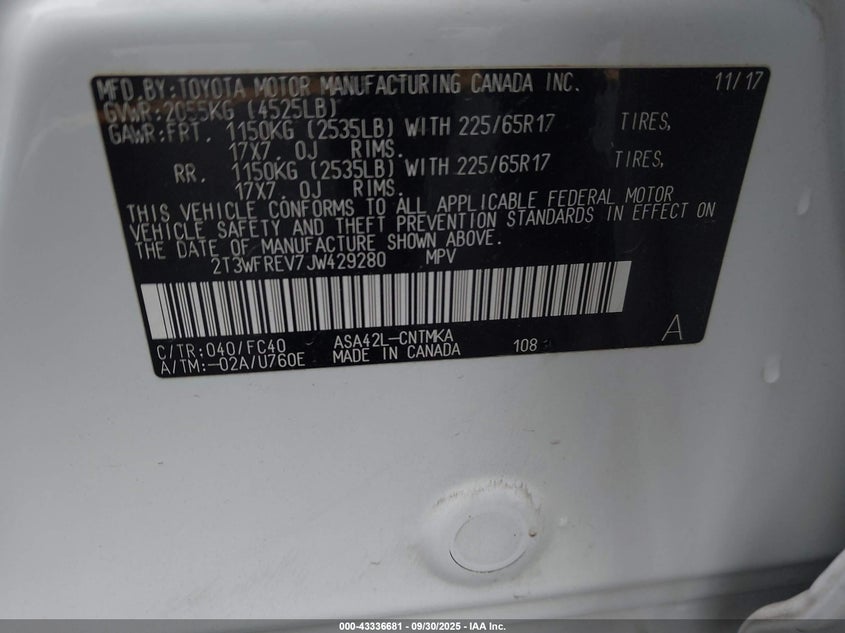 MFD. BY: TOYOTA MOTOR MANUFACTURING CANADA INC. 11/17
GVWR: 2055KG (4525LB)
GAWR: FRT. 1150KG (2535LB) WITH 225/65R17 TIRES,
17X7. 0J RIMS.
RR. 1150KG (2535LB) WITH 225/65R17 TIRES,
17X7. 0J RIMS.
THIS VEHICLE CONFORMS TO ALL APPLICABLE FEDERAL MOTOR
VEHICLE SAFETY AND THEFT PREVENTION STANDARDS IN EFFECT ON
THE DATE OF MANUFACTURE SHOWN ABOVE.
2T3WFREV7JW429280 MPV
C/TR: 040/FC40 ASA42L-CNTMKA A
A/TM: -02A/U760E MADE IN CANADA 108
000-43336681 - 09/30/2025 - IAA Inc.